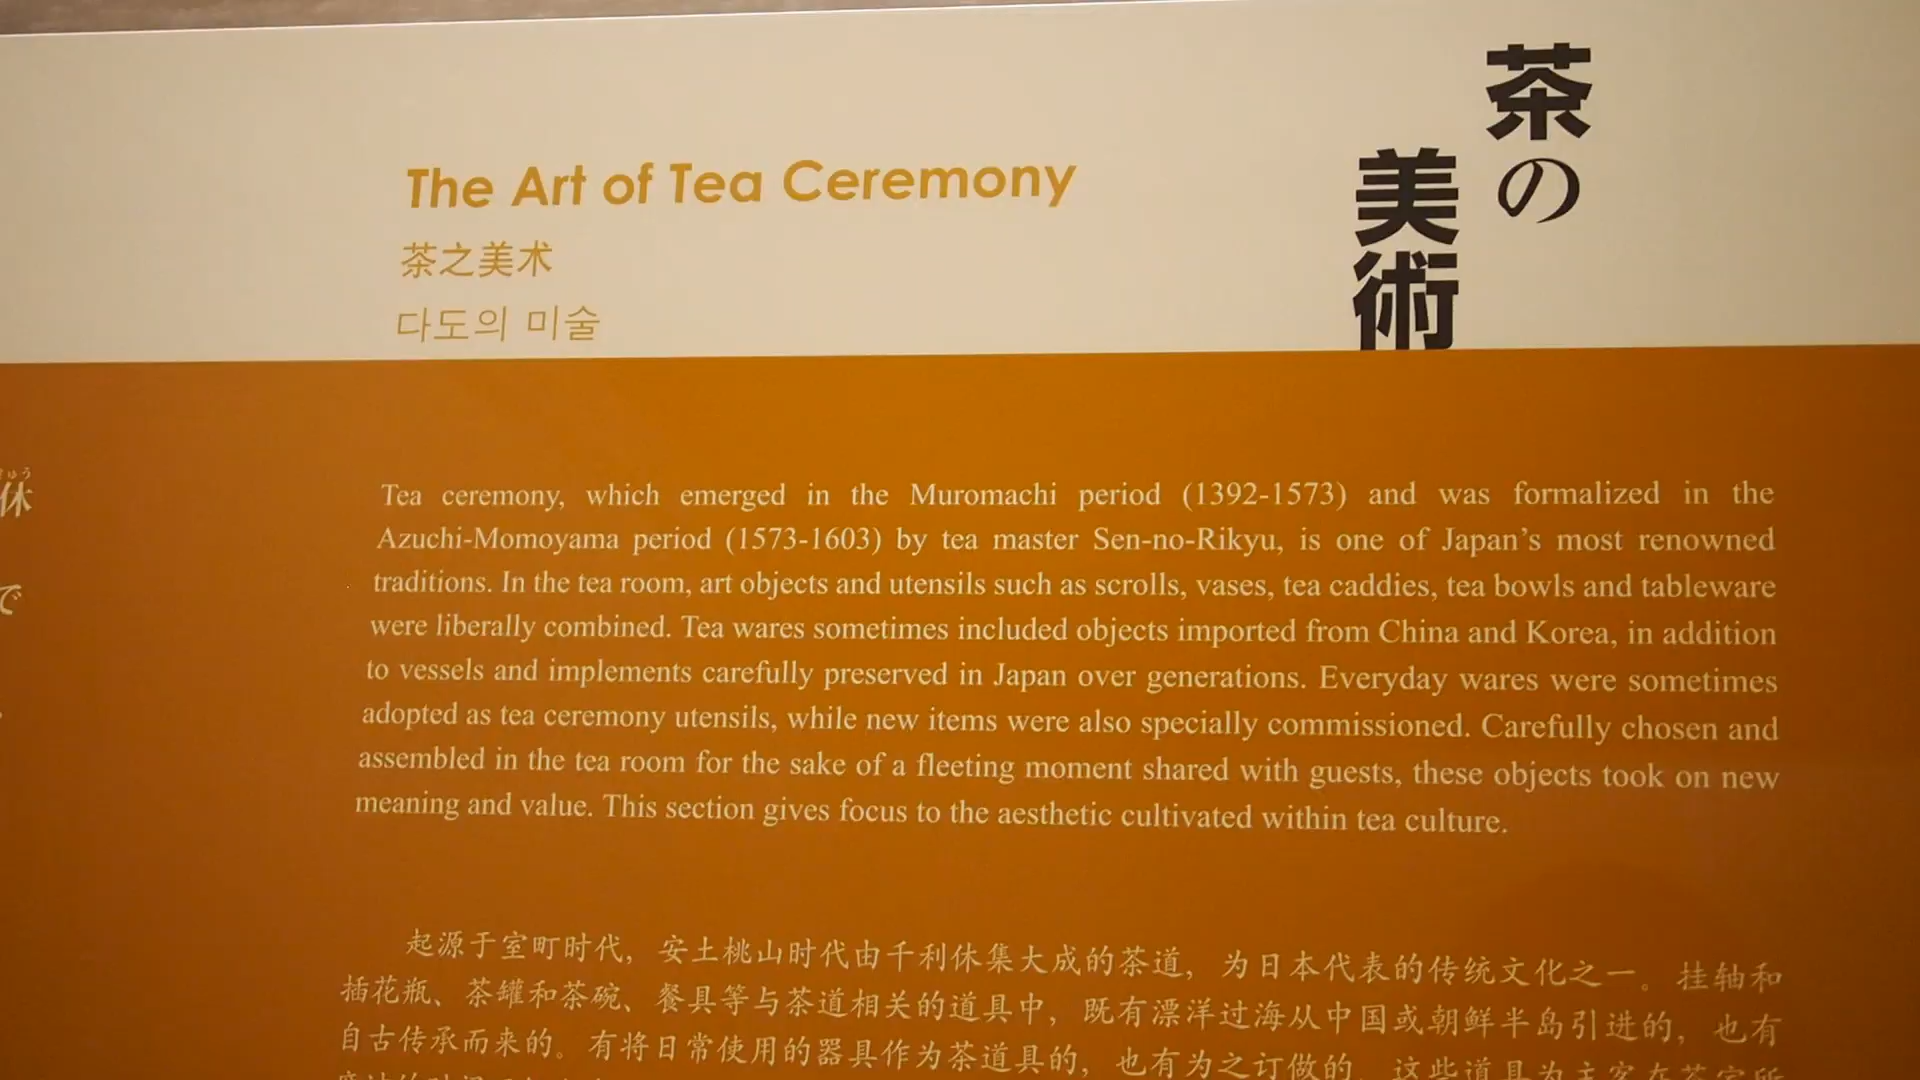 茶の
美術
The Art of Tea Ceremony
茶之美术
다도의 미술
Tea ceremony, which emerged in the Muromachi period (1392-1573) and was formalized in the
Azuchi-Momoyama period (1573-1603) by tea master Sen-no-Rikyu, is one of Japan's most renowned
traditions. In the tea room, art objects and utensils such as scrolls, vases, tea caddies, tea bowls and tableware
were liberally combined. Tea wares sometimes included objects imported from China and Korea, in addition
to vessels and implements carefully preserved in Japan over generations. Everyday wares were sometimes
adopted as tea ceremony utensils, while new items were also specially commissioned. Carefully chosen and
assembled in the tea room for the sake of a fleeting moment shared with guests, these objects took on new
meaning and value. This section gives focus to the aesthetic cultivated within tea culture.
起源于室町时代，安土桃山时代由千利休集大成的茶道，为日本代表的传统文化之一。挂轴和
插花瓶、茶罐和茶碗、餐具等与茶道相关的道具中，既有漂洋过海从中国或朝鲜半岛引进的，也有
自古传承而来的。有将日常使用的器具作为茶道具的，也有为之订做的。这些道具为主客在茶室所
休
で